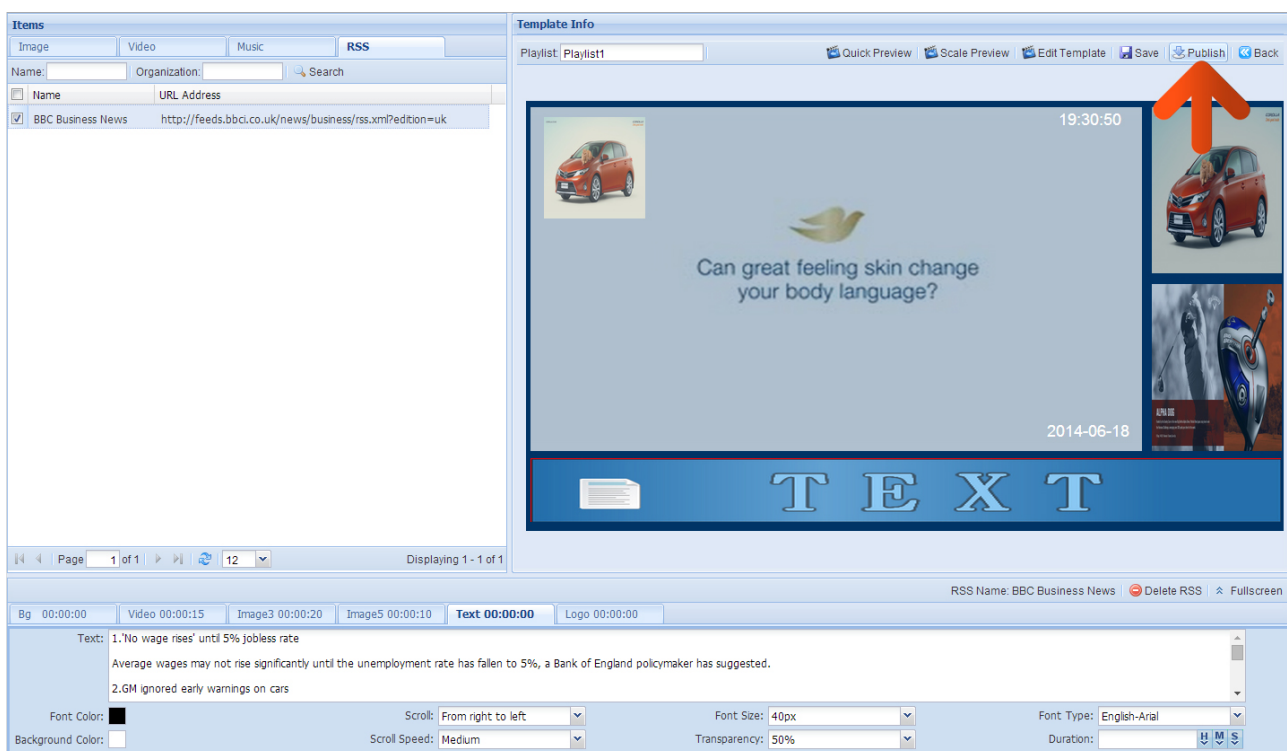 Items
Image Video Music RSS
Name: Organization: Search
Name URL Address
BBC Business News http://feeds.bbci.co.uk/news/business/rss.xml?edition=uk
Page 1 of 1 12 Displaying 1 - 1 of 1
Template Info
Playlist: Playlist1 Quick Preview Scale Preview Edit Template Save Publish Back
19:30:50
Can great feeling skin change
your body language?
2014-06-18
ALPHA DOG
TEXT
RSS Name: BBC Business News Delete RSS Fullscreen
Bg 00:00:00 Video 00:00:15 Image3 00:00:20 Image5 00:00:10 Text 00:00:00 Logo 00:00:00
Text: 1.'No wage rises' until 5% jobless rate
Average wages may not rise significantly until the unemployment rate has fallen to 5%, a Bank of England policymaker has suggested.
2.GM ignored early warnings on cars
Font Color: Scroll: From right to left Font Size: 40px Font Type: English-Arial
Background Color: Scroll Speed: Medium Transparency: 50% Duration: H M S